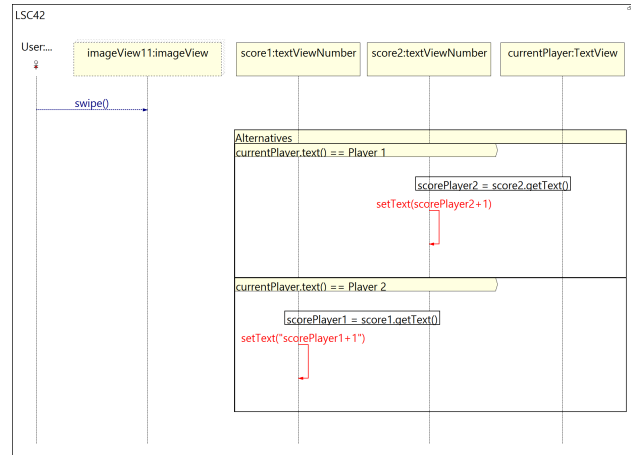 LSC42
User:...
imageView11:imageView
score1:textViewNumber
score2:textViewNumber
currentPlayer:TextView
swipe()
Alternatives
currentPlayer.text() == Player 1
scorePlayer2 = score2.getText()
setText(scorePlayer2+1)
currentPlayer.text() == Player 2
scorePlayer1 = score1.getText()
setText("scorePlayer1+1")